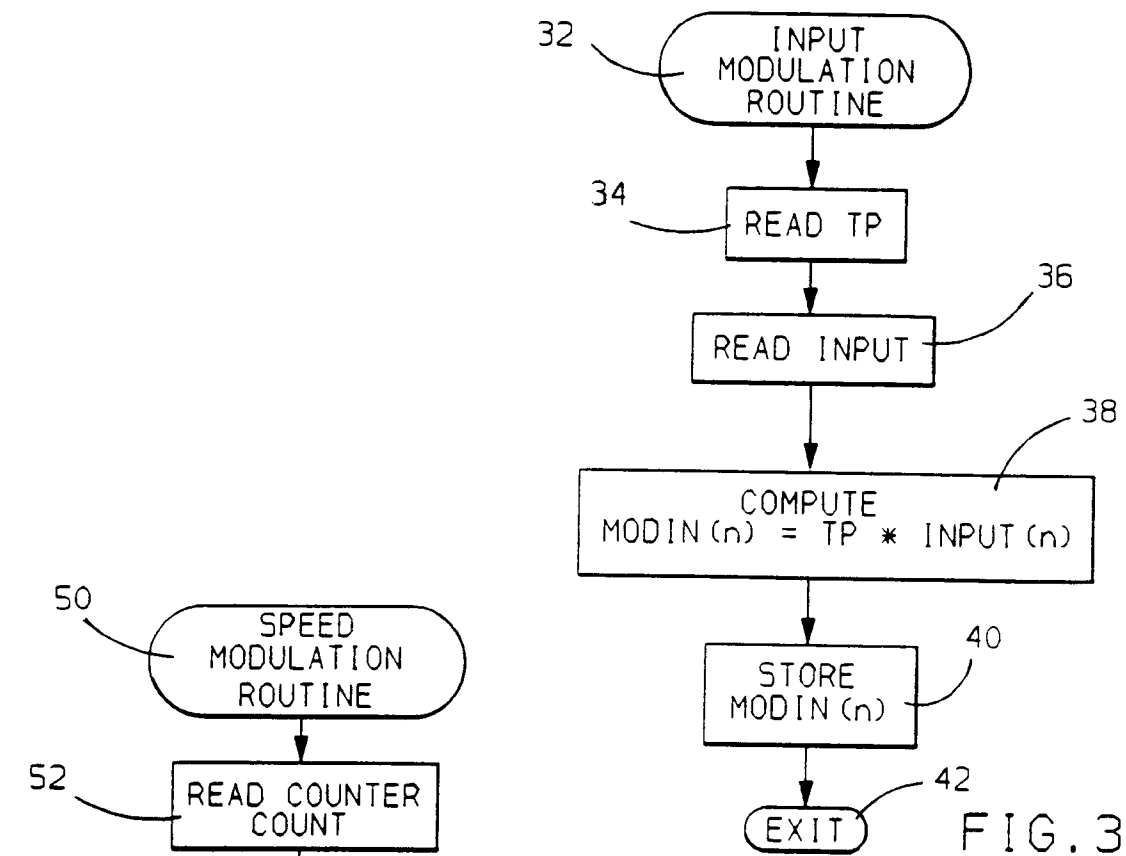 32
INPUT
MODULATION
ROUTINE
34
READ TP
36
READ INPUT
38
COMPUTE
MODIN(n) = TP * INPUT(n)
40
STORE
MODIN(n)
42
EXIT
FIG.3
50
SPEED
MODULATION
ROUTINE
52
READ COUNTER
COUNT